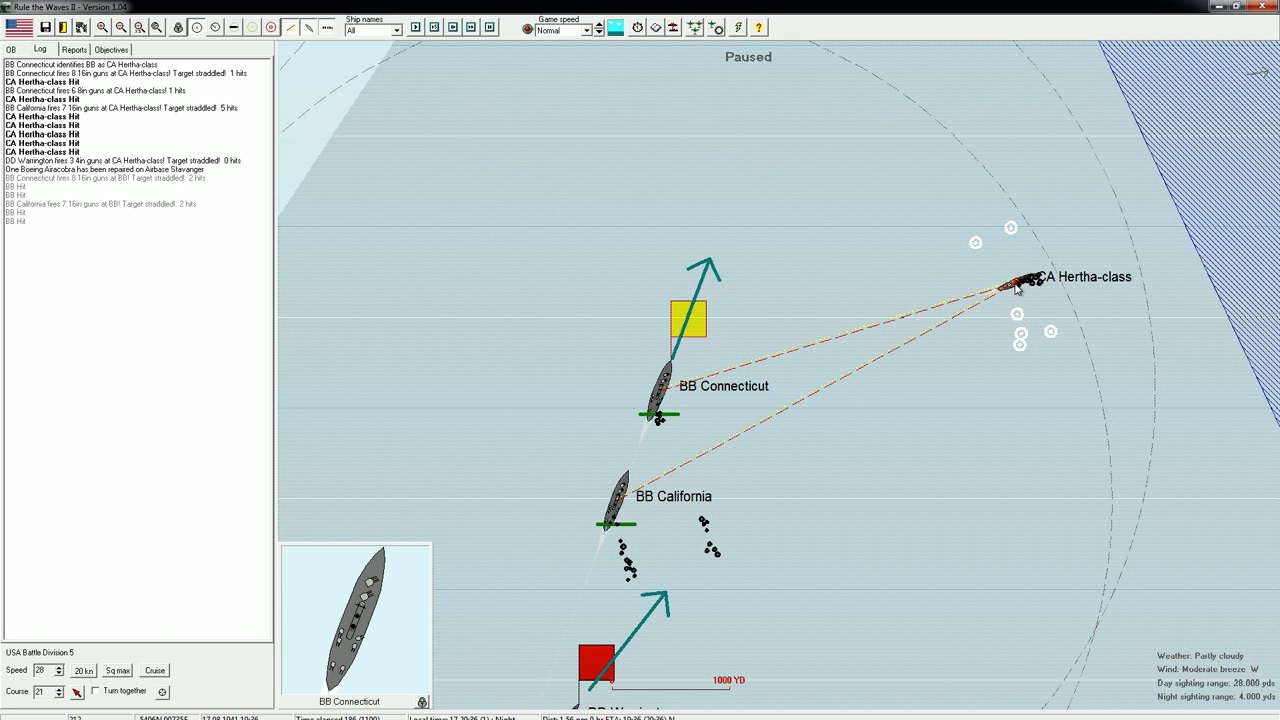 Rule the Waves II - Version 1.04
Ship names
All
Game speed
Normal
OB Log Reports Objectives
BB Connecticut identifies BB as CA Hertha-class
BB Connecticut fires 8 16in guns at CA Hertha-class! Target straddled! 1 hits
CA Hertha-class Hit
BB Connecticut fires 6 8in guns at CA Hertha-class! 1 hits
CA Hertha-class Hit
BB California fires 7 16in guns at CA Hertha-class! Target straddled! 5 hits
CA Hertha-class Hit
CA Hertha-class Hit
CA Hertha-class Hit
CA Hertha-class Hit
CA Hertha-class Hit
DD Warrington fires 3 4in guns at CA Hertha-class! Target straddled! 0 hits
One Boeing Airacobra has been repaired on Airbase Stavanger
BB Connecticut fires 8 16in guns at BB! Target straddled! 2 hits
BB Hit
BB Hit
BB California fires 7 16in guns at BB! Target straddled! 2 hits
BB Hit
BB Hit
Paused
CA Hertha-class
BB Connecticut
BB California
1000 YD
BB Connecticut
USA Battle Division 5
Speed 28 20 kn Sq max Cruise
Course 21 Turn together
Weather: Partly cloudy
Wind: Moderate breeze W
Day sighting range: 28.000 yds
Night sighting range: 4.000 yds